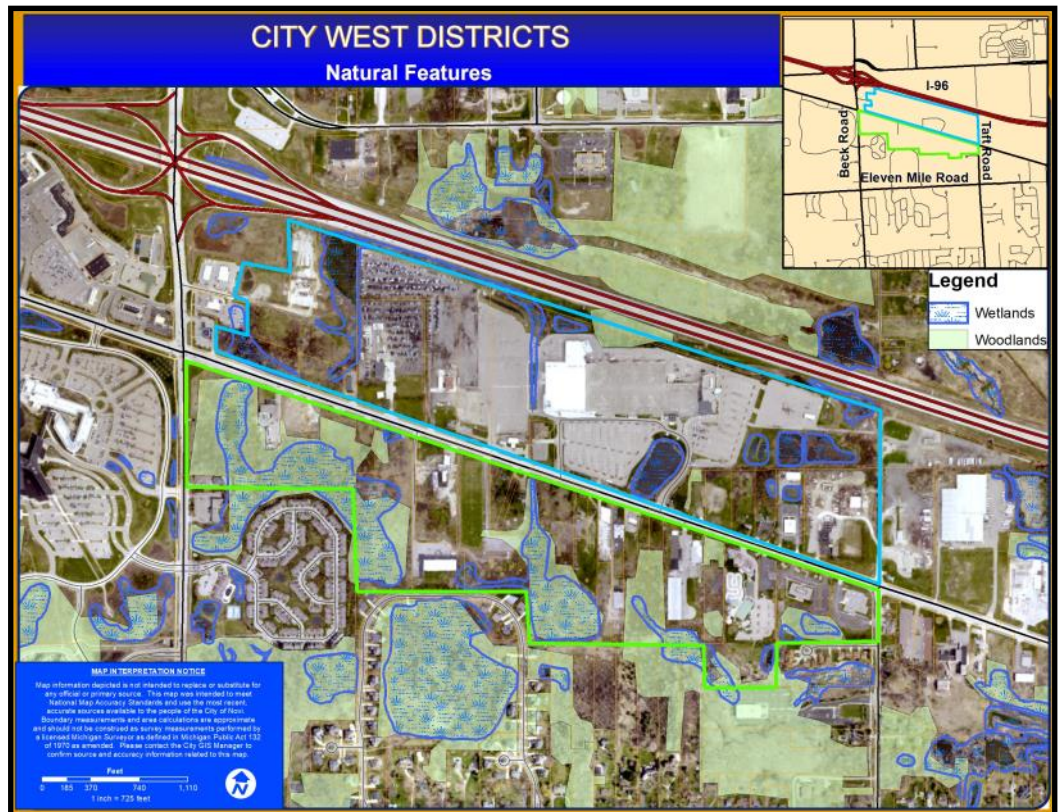 CITY WEST DISTRICTS
Natural Features
I-96
Beck Road
Taft Road
Eleven Mile Road
Legend
Wetlands
Woodlands
MAP INTERPRETATION NOTICE
Map information depicted is not intended to replace or substitute for
any official or primary source. This map was intended to meet
National Map Accuracy Standards and use the most recent,
accurate sources available to the people of the City of Novi.
Boundary measurements and area calculations are approximate
and should not be construed as survey measurements performed by
a licensed Michigan Surveyor as defined in Michigan Public Act 132
of 1970 as amended. Please contact the City GIS Manager to
confirm source and accuracy information related to this map.
Feet
0 185 370 740 1,110
1 inch = 725 feet